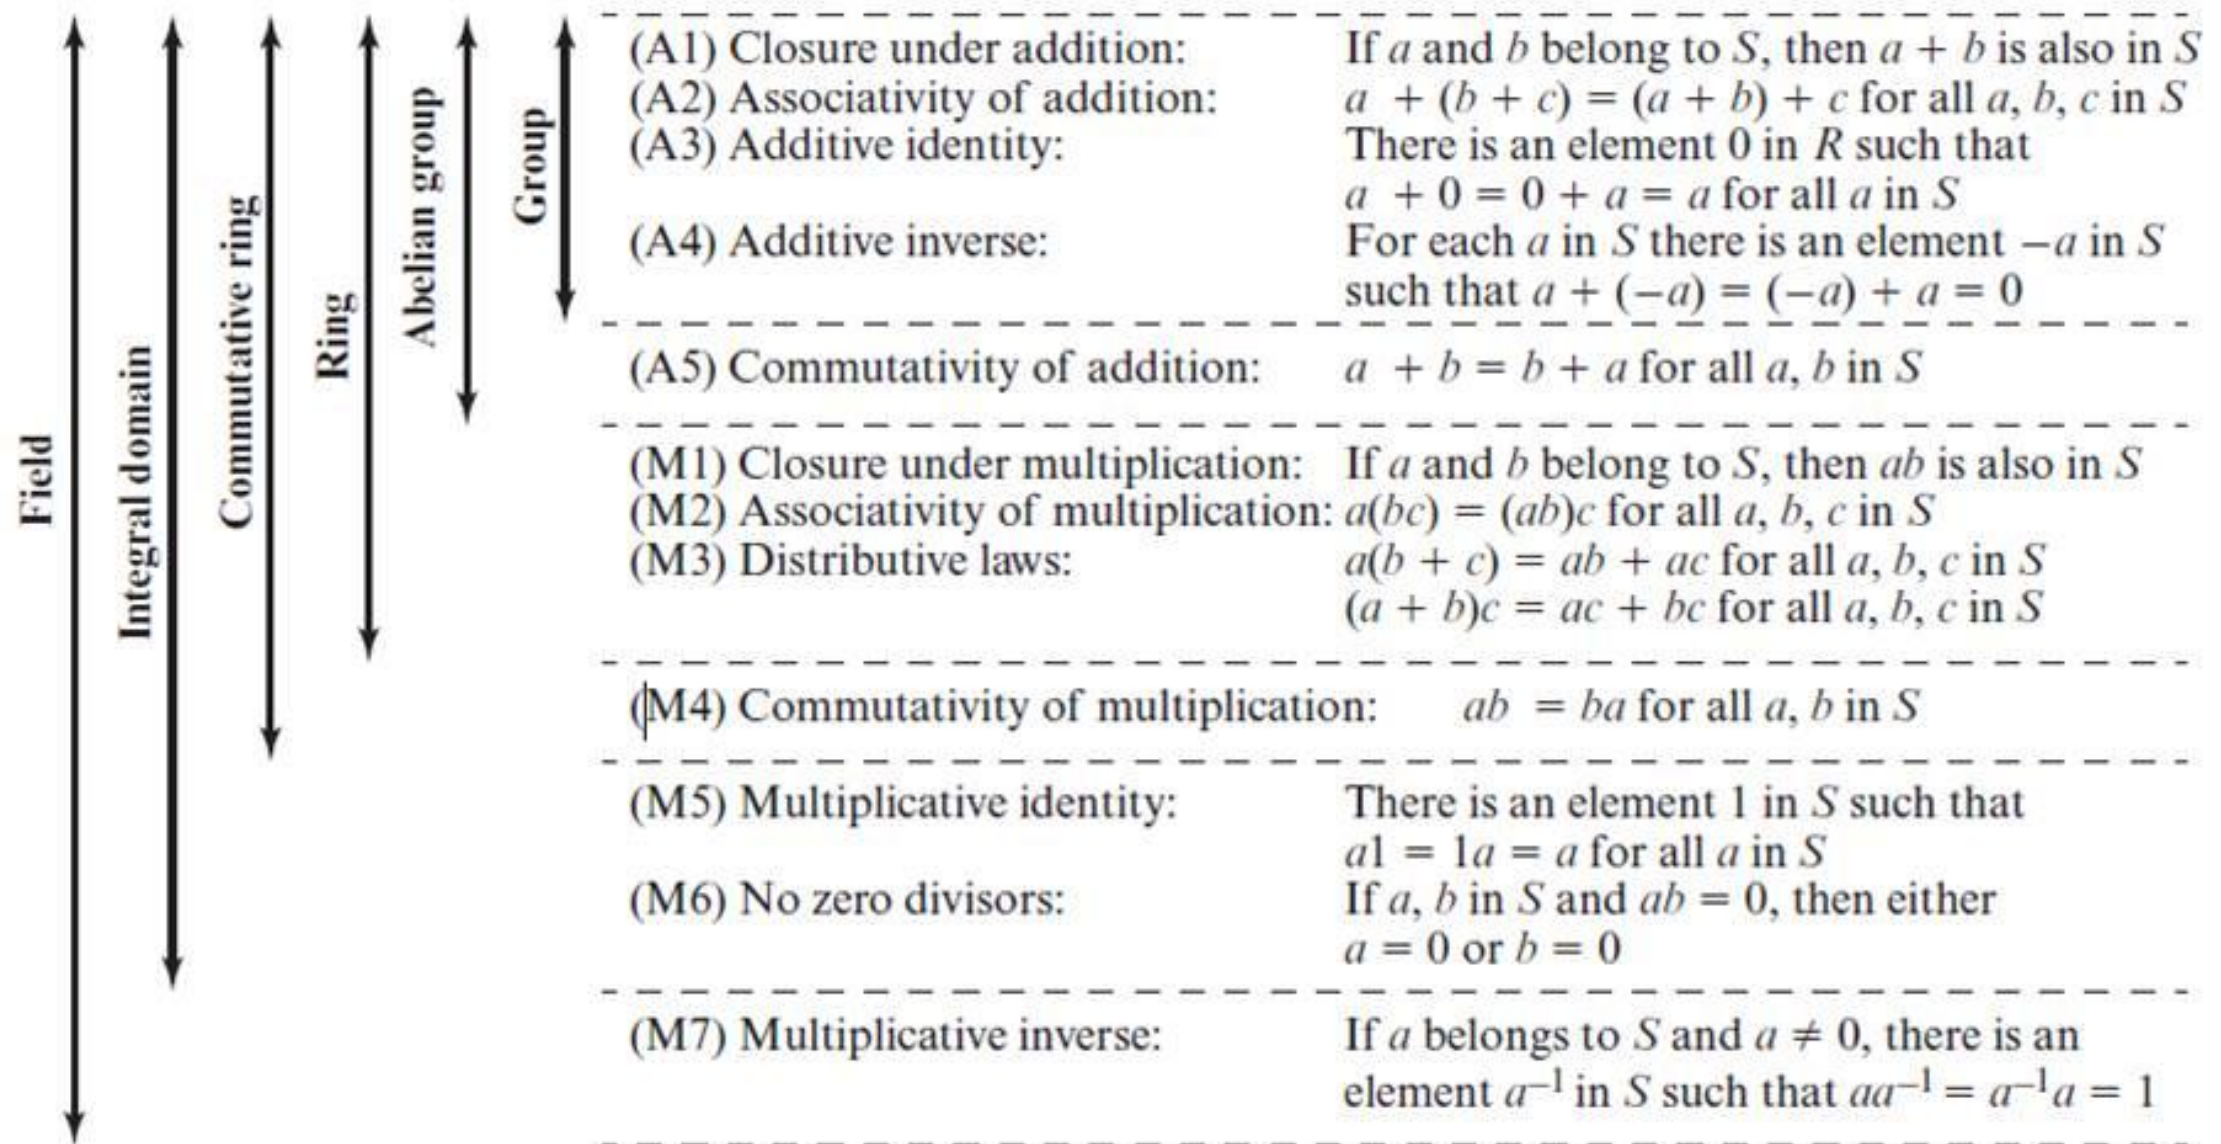 Field
Integral domain
Commutative ring
Ring
Abelian group
Group
(A1) Closure under addition: If a and b belong to S, then a + b is also in S
(A2) Associativity of addition: a + (b + c) = (a + b) + c for all a, b, c in S
(A3) Additive identity: There is an element 0 in R such that
a + 0 = 0 + a = a for all a in S
(A4) Additive inverse: For each a in S there is an element −a in S
such that a + (−a) = (−a) + a = 0
(A5) Commutativity of addition: a + b = b + a for all a, b in S
(M1) Closure under multiplication: If a and b belong to S, then ab is also in S
(M2) Associativity of multiplication: a(bc) = (ab)c for all a, b, c in S
(M3) Distributive laws: a(b + c) = ab + ac for all a, b, c in S
(a + b)c = ac + bc for all a, b, c in S
(M4) Commutativity of multiplication: ab = ba for all a, b in S
(M5) Multiplicative identity: There is an element 1 in S such that
a1 = 1a = a for all a in S
(M6) No zero divisors: If a, b in S and ab = 0, then either
a = 0 or b = 0
(M7) Multiplicative inverse: If a belongs to S and a ≠ 0, there is an
element a⁻¹ in S such that aa⁻¹ = a⁻¹a = 1